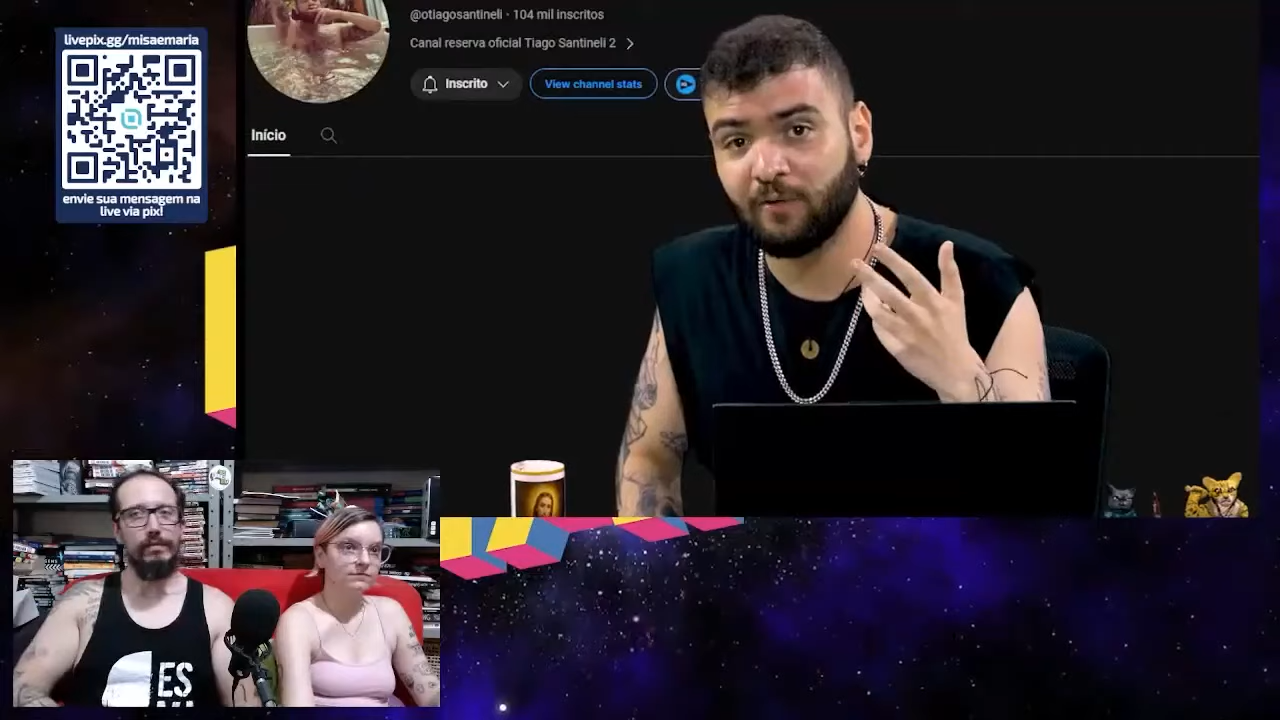 livepix.gg/misaemaria
envie sua mensagem na
live via pix!
@otiagosantineli · 104 mil inscritos
Canal reserva oficial Tiago Santineli 2
Inscrito
View channel stats
Início
ES